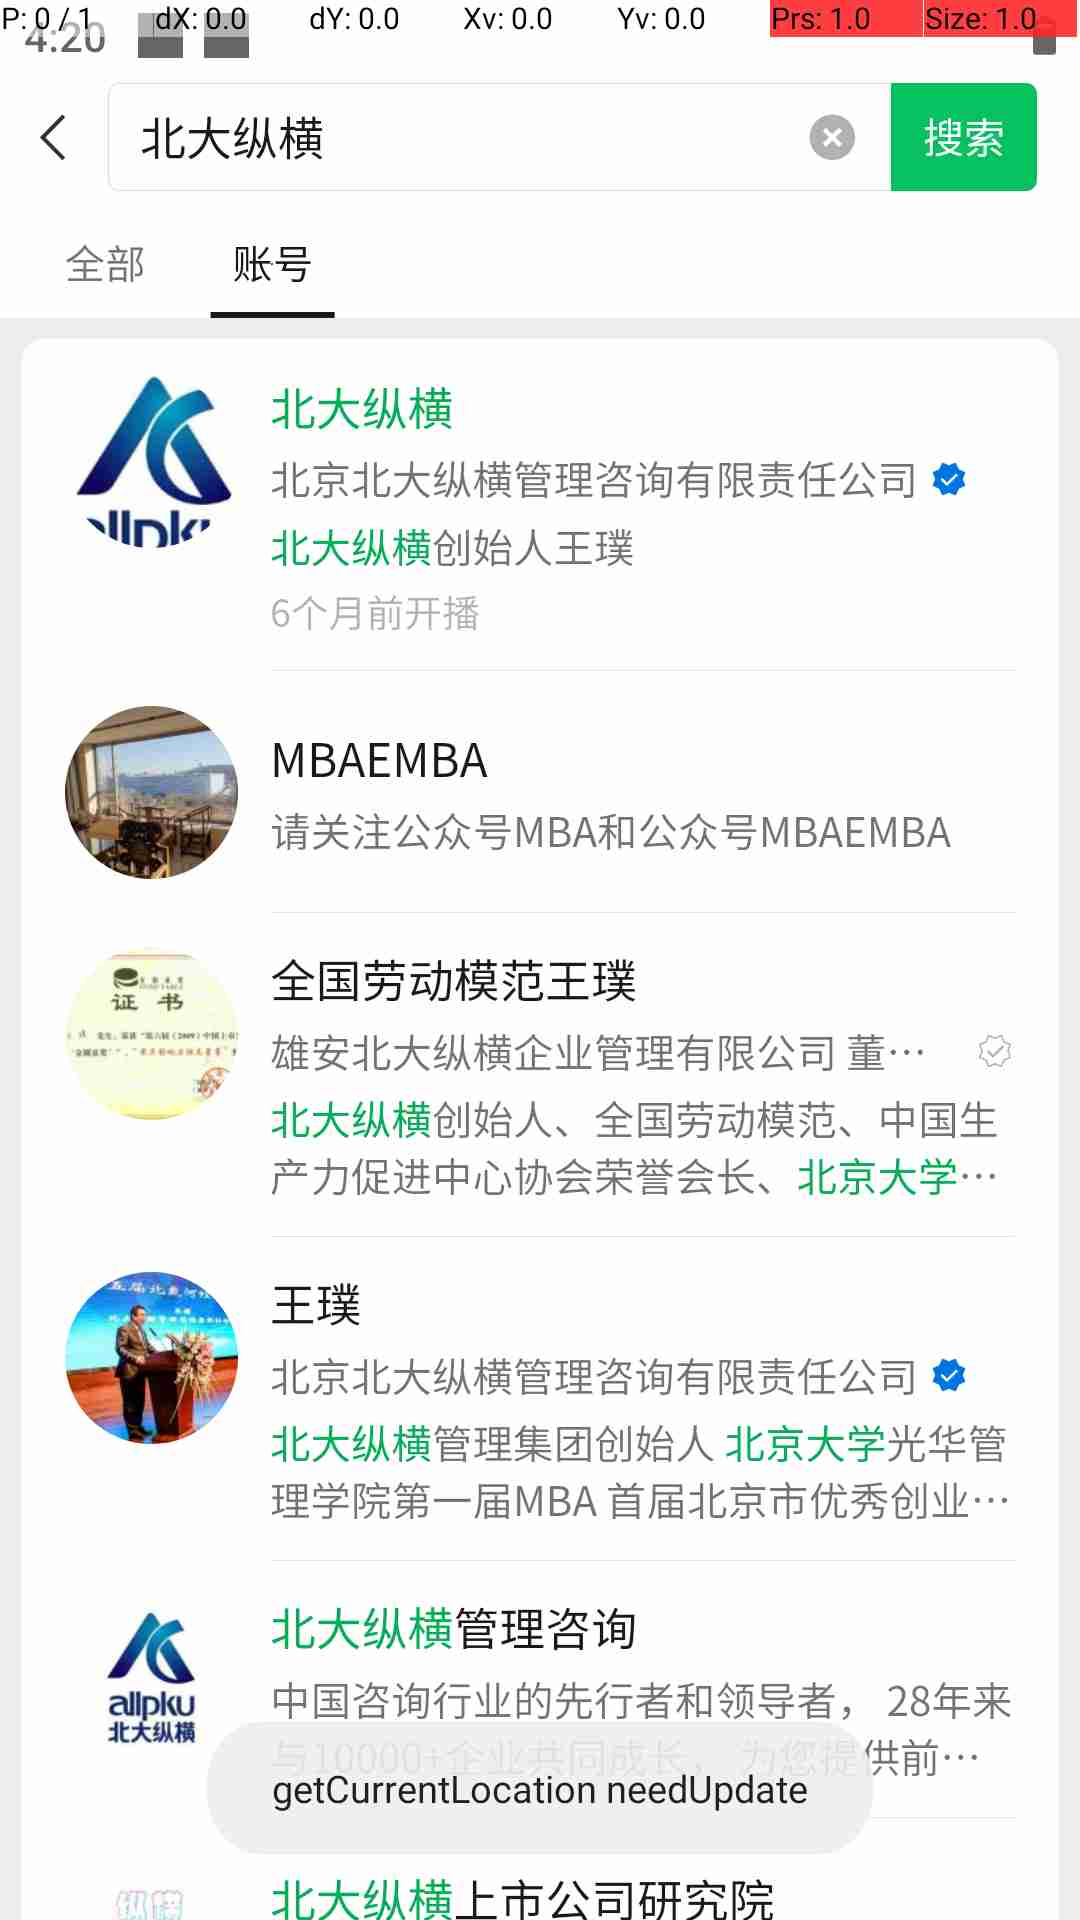 P: 0 / 1 dX: 0.0 dY: 0.0 Xv: 0.0 Yv: 0.0 Prs: 1.0 Size: 1.0
4:20
北大纵横
搜索
全部 账号
北大纵横
北京北大纵横管理咨询有限责任公司
北大纵横创始人王璞
6个月前开播
MBAEMBA
请关注公众号MBA和公众号MBAEMBA
证书
全国劳动模范王璞
雄安北大纵横企业管理有限公司 董…
北大纵横创始人、全国劳动模范、中国生
产力促进中心协会荣誉会长、北京大学…
王璞
北京北大纵横管理咨询有限责任公司
北大纵横管理集团创始人 北京大学光华管
理学院第一届MBA 首届北京市优秀创业…
allpku
北大纵横
北大纵横管理咨询
中国咨询行业的先行者和领导者， 28年来
与10000+企业共同成长， 为您提供前…
getCurrentLocation needUpdate
纵横
北大纵横上市公司研究院